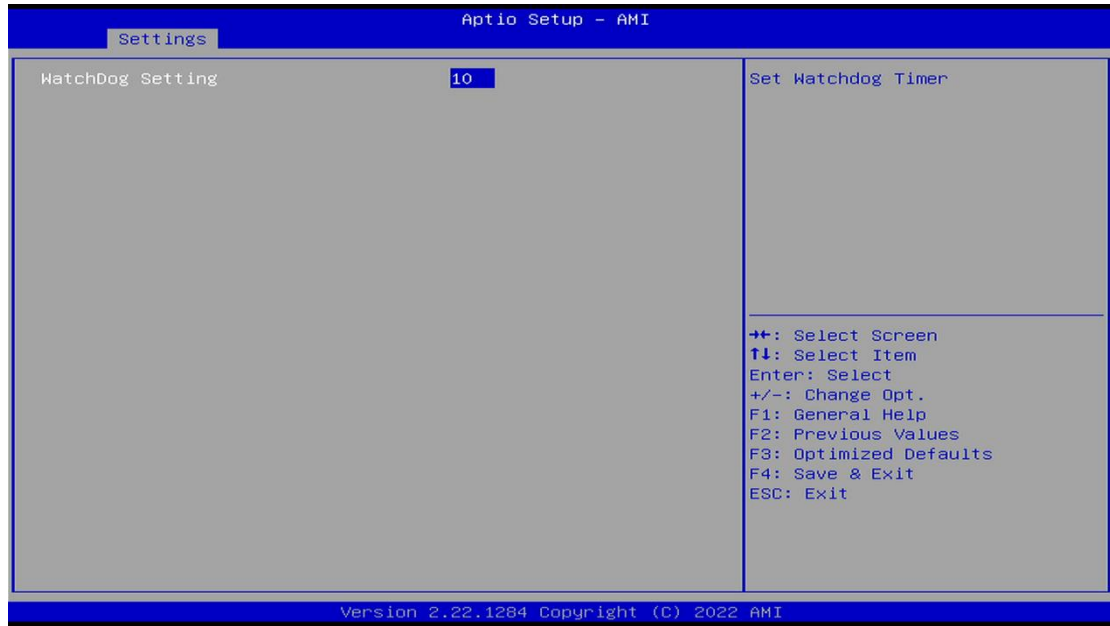 Aptio Setup – AMI
Settings
WatchDog Setting 10
Set Watchdog Timer
→←: Select Screen
↑↓: Select Item
Enter: Select
+/-: Change Opt.
F1: General Help
F2: Previous Values
F3: Optimized Defaults
F4: Save & Exit
ESC: Exit
Version 2.22.1284 Copyright (C) 2022 AMI